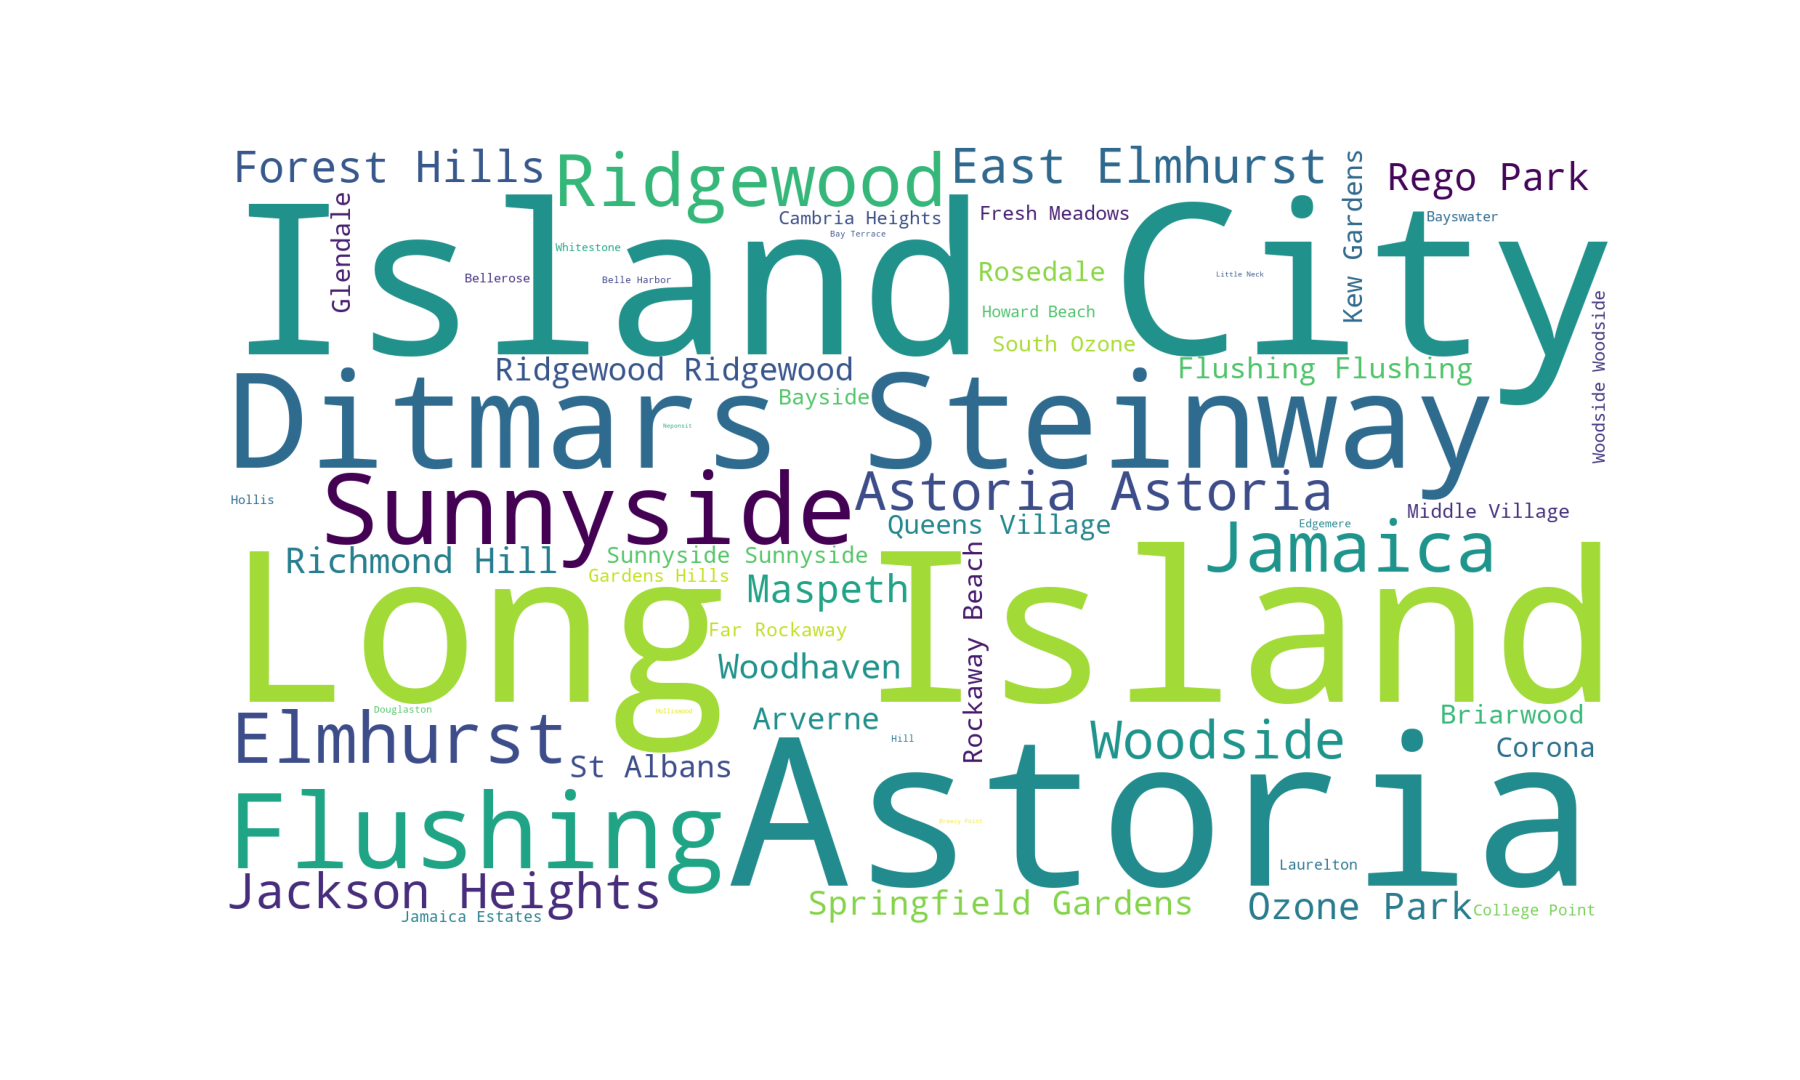 Forest Hills
Ridgewood
East Elmhurst
Rego Park
Kew Gardens
Glendale
Island City
Cambria Heights
Fresh Meadows
Bayswater
Bay Terrace
Whitestone
Bellerose
Belle Harbor
Rosedale
Little Neck
Howard Beach
South Ozone
Woodside Woodside
Ridgewood Ridgewood
Flushing Flushing
Ditmars Steinway
Bayside
Neponsit
Sunnyside
Astoria Astoria
Hollis
Middle Village
Queens Village
Edgemere
Jamaica
Richmond Hill
Sunnyside Sunnyside
Gardens Hills
Maspeth
Long Island
Rockaway Beach
Far Rockaway
Woodhaven
Douglaston
Holliswood
Elmhurst
Arverne
Briarwood
Woodside
Hill
Corona
St Albans
Flushing
Astoria
Breezy Point
Laurelton
Jackson Heights
Springfield Gardens
Ozone Park
College Point
Jamaica Estates